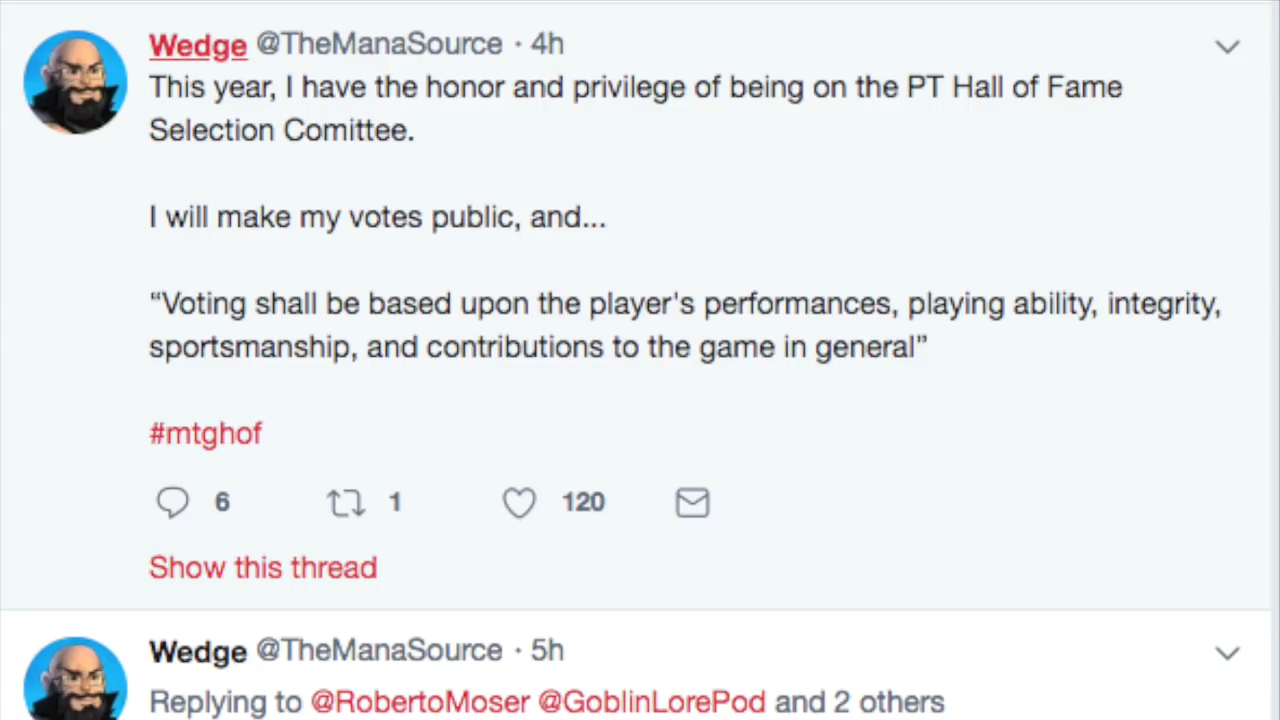 Wedge @TheManaSource · 4h
This year, I have the honor and privilege of being on the PT Hall of Fame
Selection Comittee.
I will make my votes public, and...
“Voting shall be based upon the player's performances, playing ability, integrity,
sportsmanship, and contributions to the game in general”
#mtghof
6 1 120
Show this thread
Wedge @TheManaSource · 5h
Replying to @RobertoMoser @GoblinLorePod and 2 others